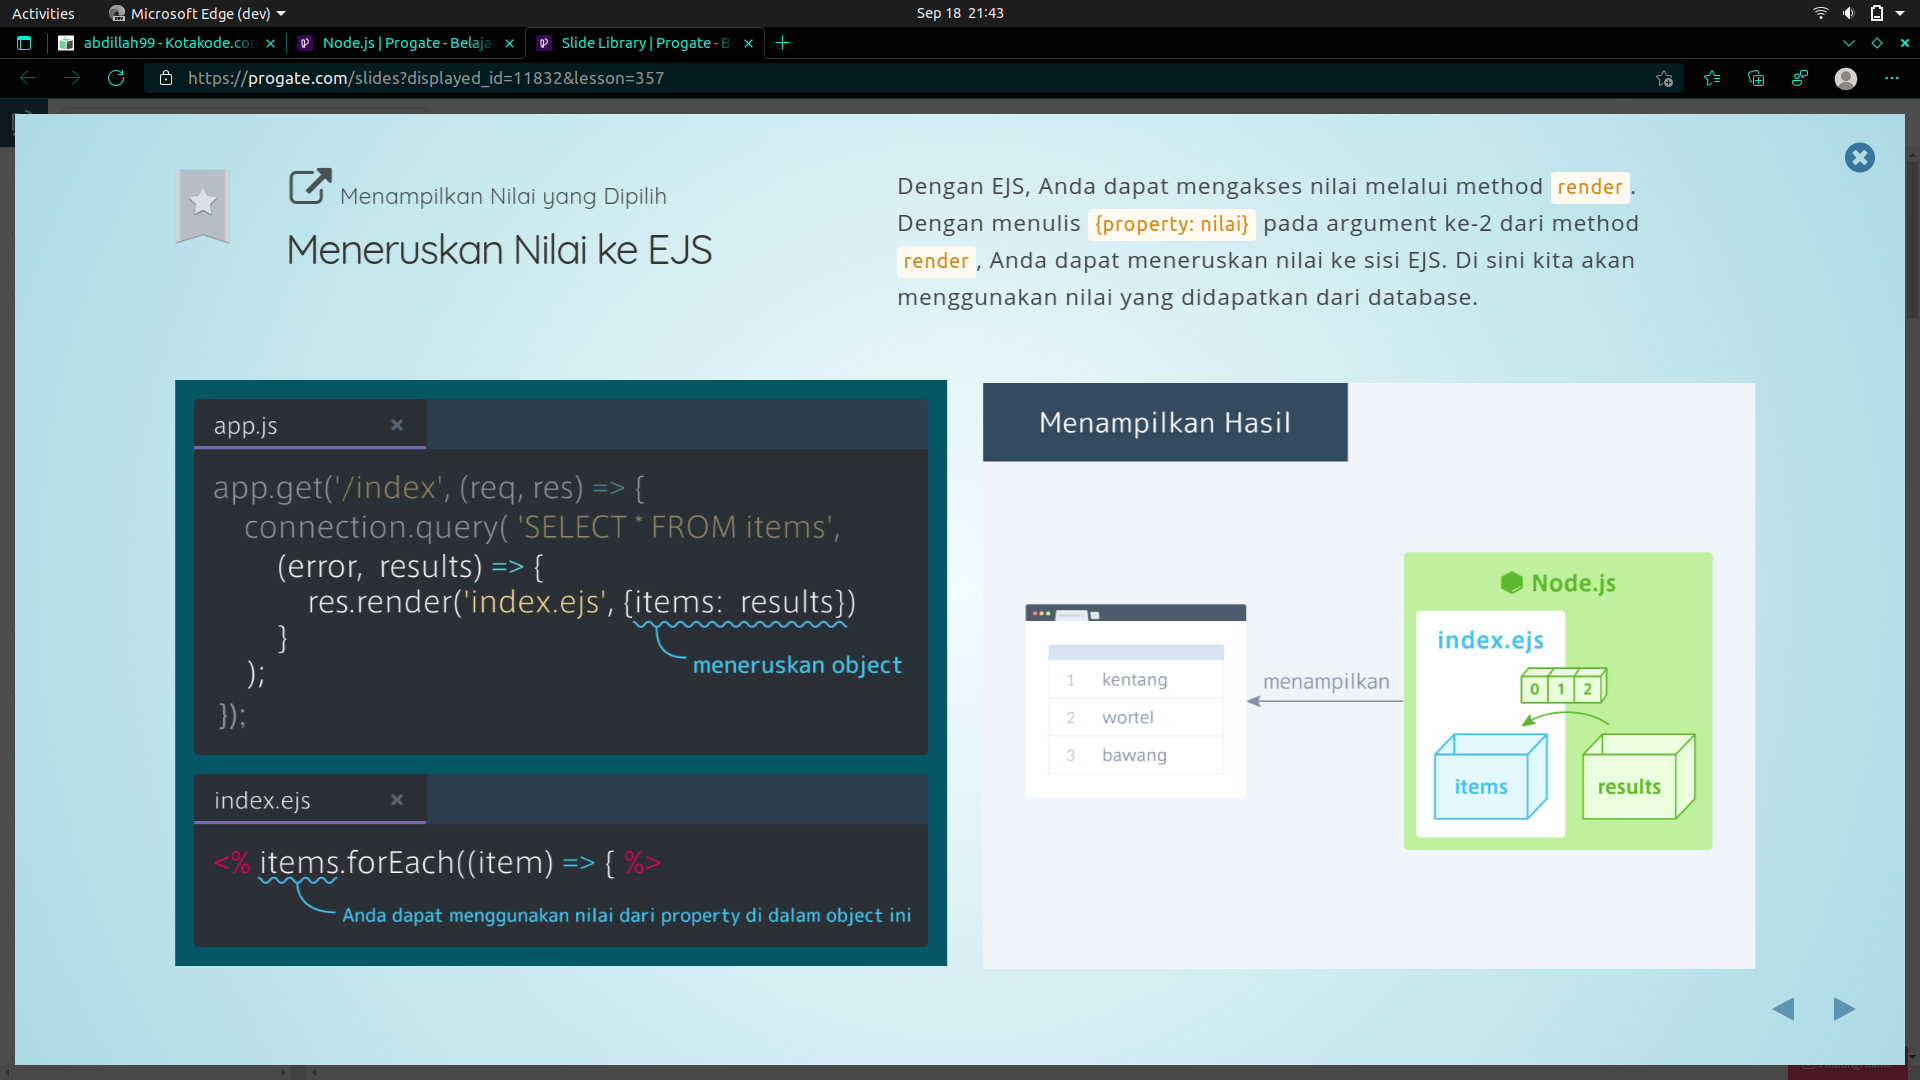 Activities
Microsoft Edge (dev)
Sep 18 21:43
abdillah99 - Kotakode.con
Node.js | Progate - Belaja
Slide Library | Progate - B
https://progate.com/slides?displayed_id=11832&lesson=357
Menampilkan Nilai yang Dipilih
Meneruskan Nilai ke EJS
Dengan EJS, Anda dapat mengakses nilai melalui method render.
Dengan menulis {property: nilai} pada argument ke-2 dari method
render, Anda dapat meneruskan nilai ke sisi EJS. Di sini kita akan
menggunakan nilai yang didapatkan dari database.
app.js
app.get('/index', (req, res) => {
connection.query( 'SELECT * FROM items',
(error, results) => {
res.render('index.ejs', {items: results})
}
meneruskan object
);
});
index.ejs
<% items.forEach((item) => { %>
Anda dapat menggunakan nilai dari property di dalam object ini
Menampilkan Hasil
1 kentang
2 wortel
3 bawang
menampilkan
Node.js
index.ejs
0 1 2
items
results